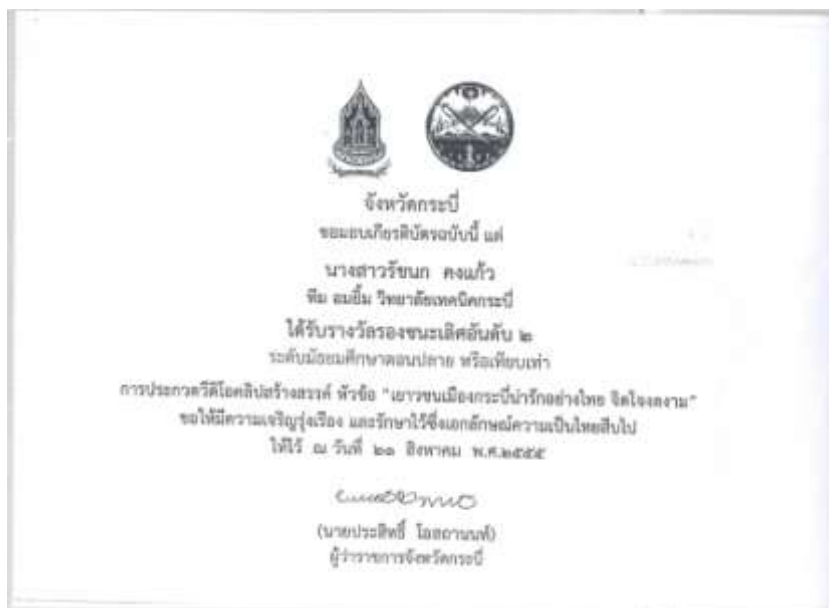 จังหวัดกระบี่
ขอมอบเกียรติบัตรฉบับนี้ แด่
นางสาวรัชนก คงแก้ว
ทีม อมยิ้ม วิทยาลัยเทคนิคกระบี่
ได้รับรางวัลรองชนะเลิศอันดับ ๒
ระดับมัธยมศึกษาตอนปลาย หรือเทียบเท่า
การประกวดวีดีโอคลิปสร้างสรรค์ หัวข้อ "เยาวชนเมืองกระบี่น่ารักอย่างไทย จิตใจงดงาม"
ขอให้มีความเจริญรุ่งเรือง และรักษาไว้ซึ่งเอกลักษณ์ความเป็นไทยสืบไป
ให้ไว้ ณ วันที่ ๒๑ สิงหาคม พ.ศ.๒๕๕๕
(นายประสิทธิ์ โอสถานนท์)
ผู้ว่าราชการจังหวัดกระบี่